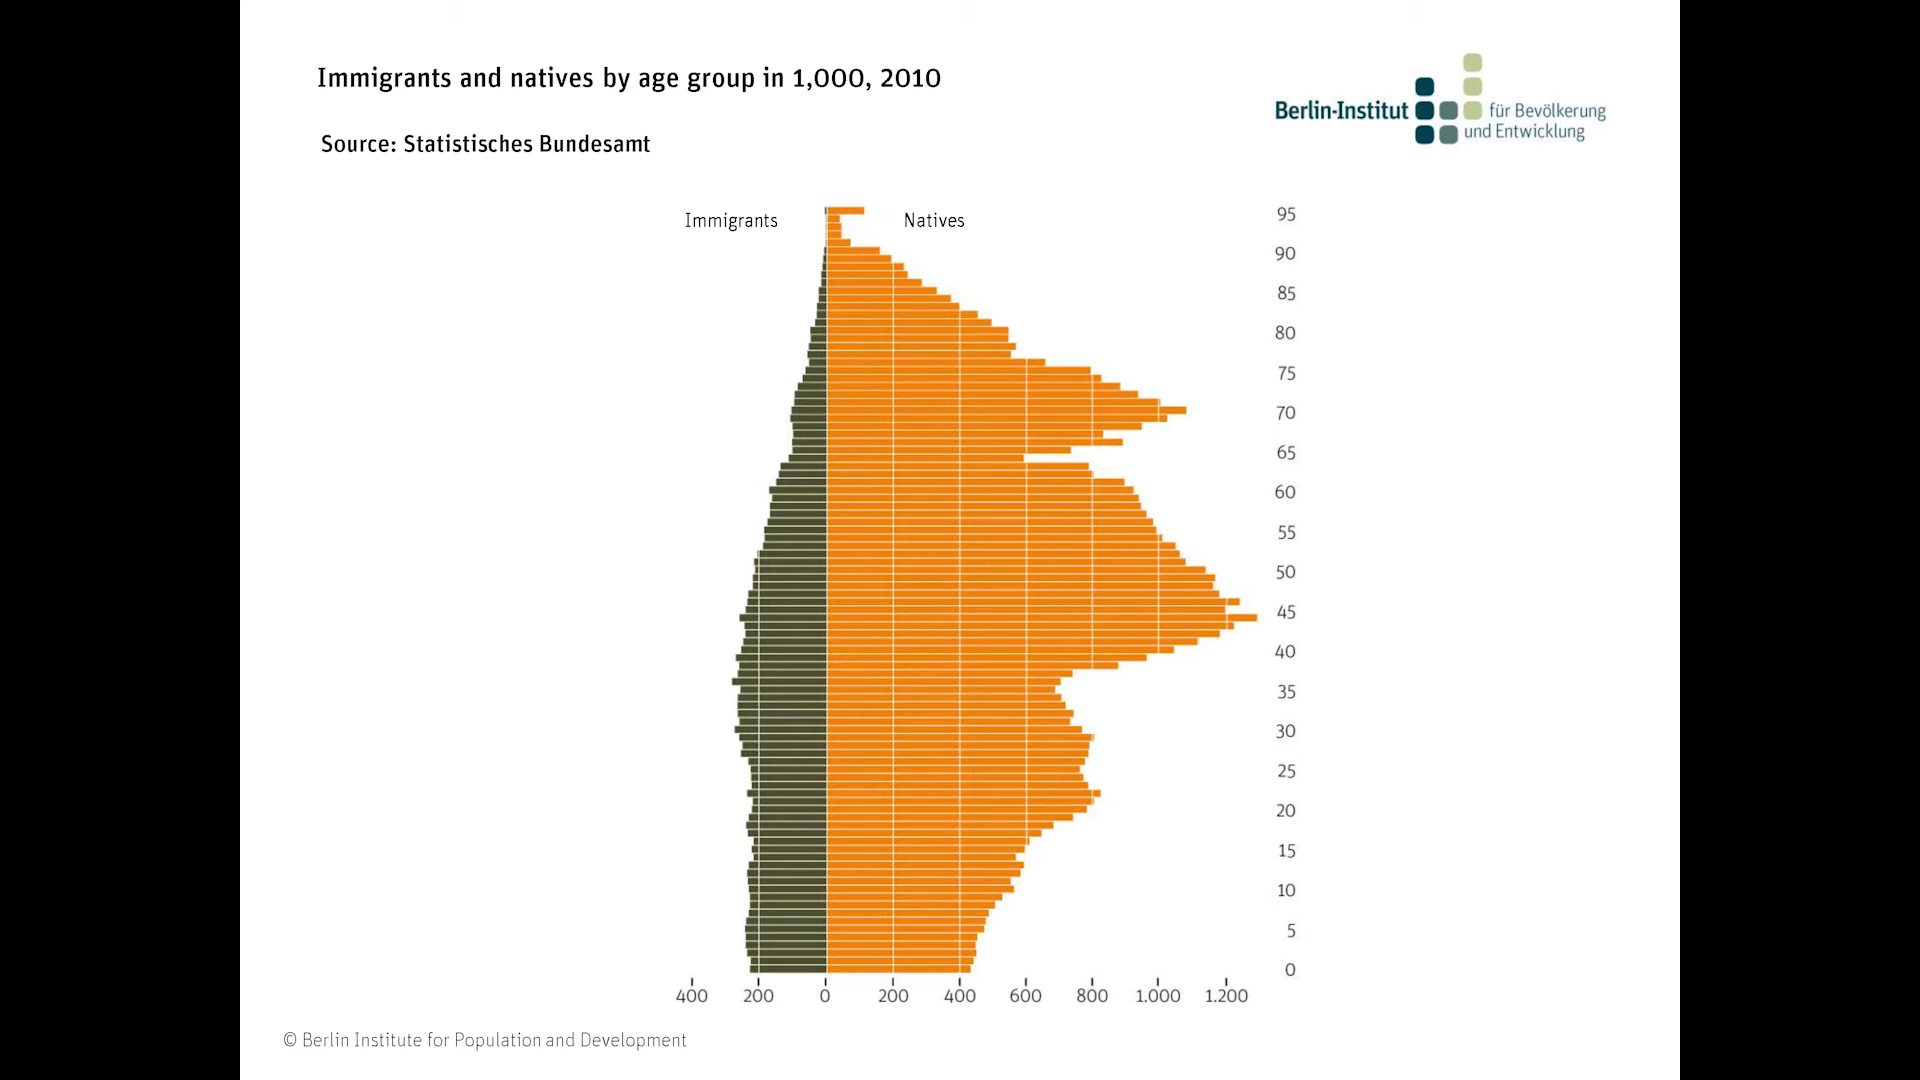 Immigrants and natives by age group in 1,000, 2010
Berlin-Institut für Bevölkerung
und Entwicklung
Source: Statistisches Bundesamt
Immigrants
Natives
95
90
85
80
75
70
65
60
55
50
45
40
35
30
25
20
15
10
5
0
400 200 0 200 400 600 800 1.000 1.200
© Berlin Institute for Population and Development